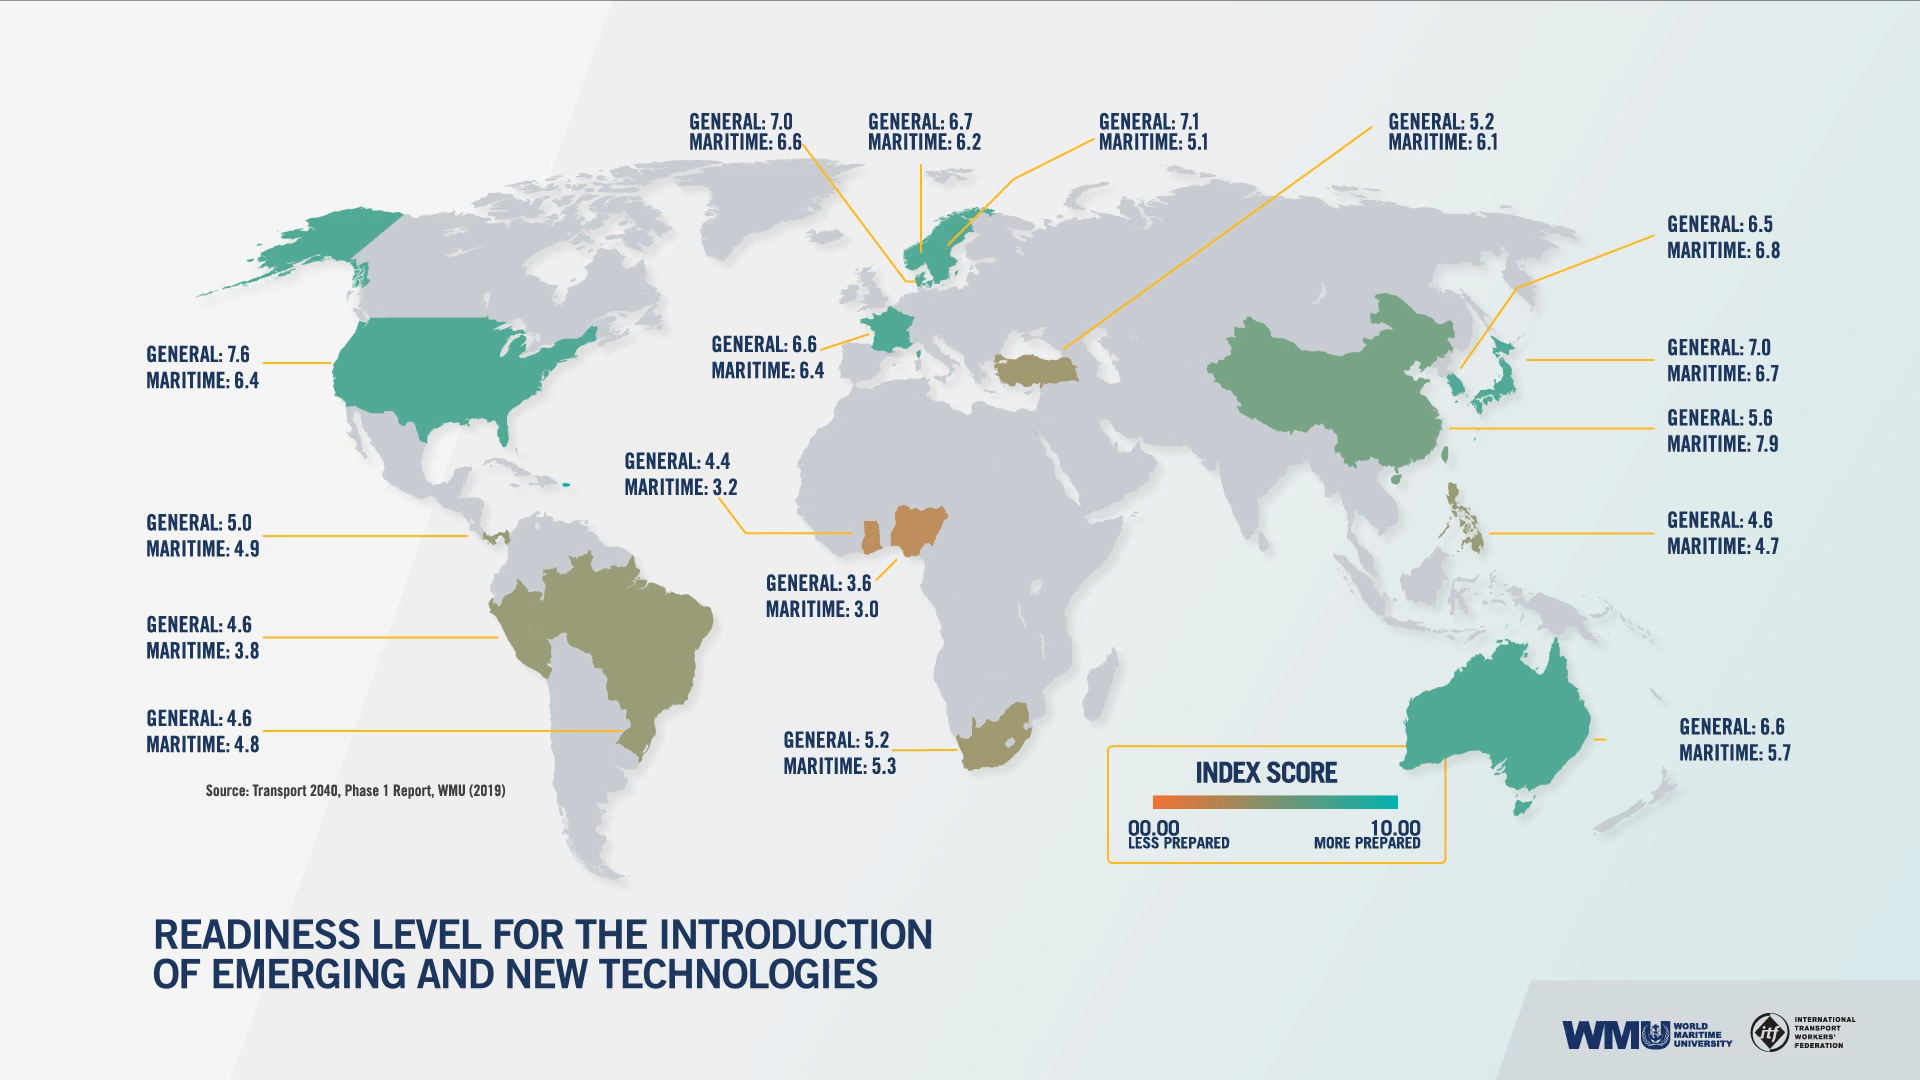 GENERAL: 7.0
MARITIME: 6.6
GENERAL: 6.7
MARITIME: 6.2
GENERAL: 7.1
MARITIME: 5.1
GENERAL: 5.2
MARITIME: 6.1
GENERAL: 6.5
MARITIME: 6.8
GENERAL: 7.6
MARITIME: 6.4
GENERAL: 6.6
MARITIME: 6.4
GENERAL: 7.0
MARITIME: 6.7
GENERAL: 5.6
MARITIME: 7.9
GENERAL: 4.4
MARITIME: 3.2
GENERAL: 5.0
MARITIME: 4.9
GENERAL: 4.6
MARITIME: 4.7
GENERAL: 3.6
MARITIME: 3.0
GENERAL: 4.6
MARITIME: 3.8
GENERAL: 4.6
MARITIME: 4.8
GENERAL: 5.2
MARITIME: 5.3
GENERAL: 6.6
MARITIME: 5.7
Source: Transport 2040, Phase 1 Report, WMU (2019)
INDEX SCORE
00.00 10.00
LESS PREPARED MORE PREPARED
READINESS LEVEL FOR THE INTRODUCTION
OF EMERGING AND NEW TECHNOLOGIES
WMU
WORLD
MARITIME
UNIVERSITY
itf
INTERNATIONAL
TRANSPORT
WORKERS'
FEDERATION